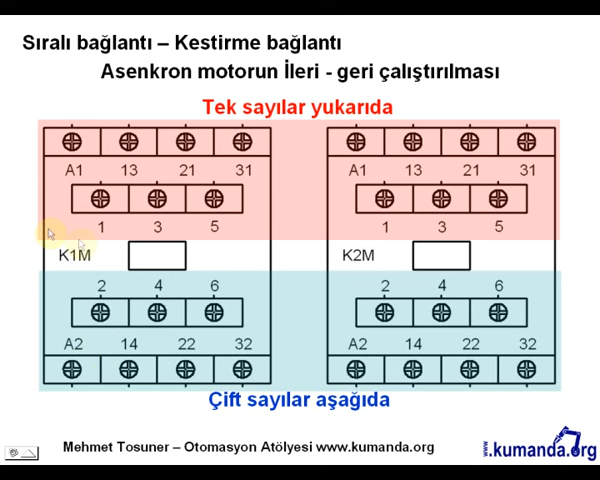 Sıralı bağlantı – Kestirme bağlantı
Asenkron motorun İleri - geri çalıştırılması
Tek sayılar yukarıda
A1 13 21 31 A1 13 21 31
1 3 5 1 3 5
K1M K2M
2 4 6 2 4 6
A2 14 22 32 A2 14 22 32
Çift sayılar aşağıda
Mehmet Tosuner – Otomasyon Atölyesi www.kumanda.org
www.kumanda.org